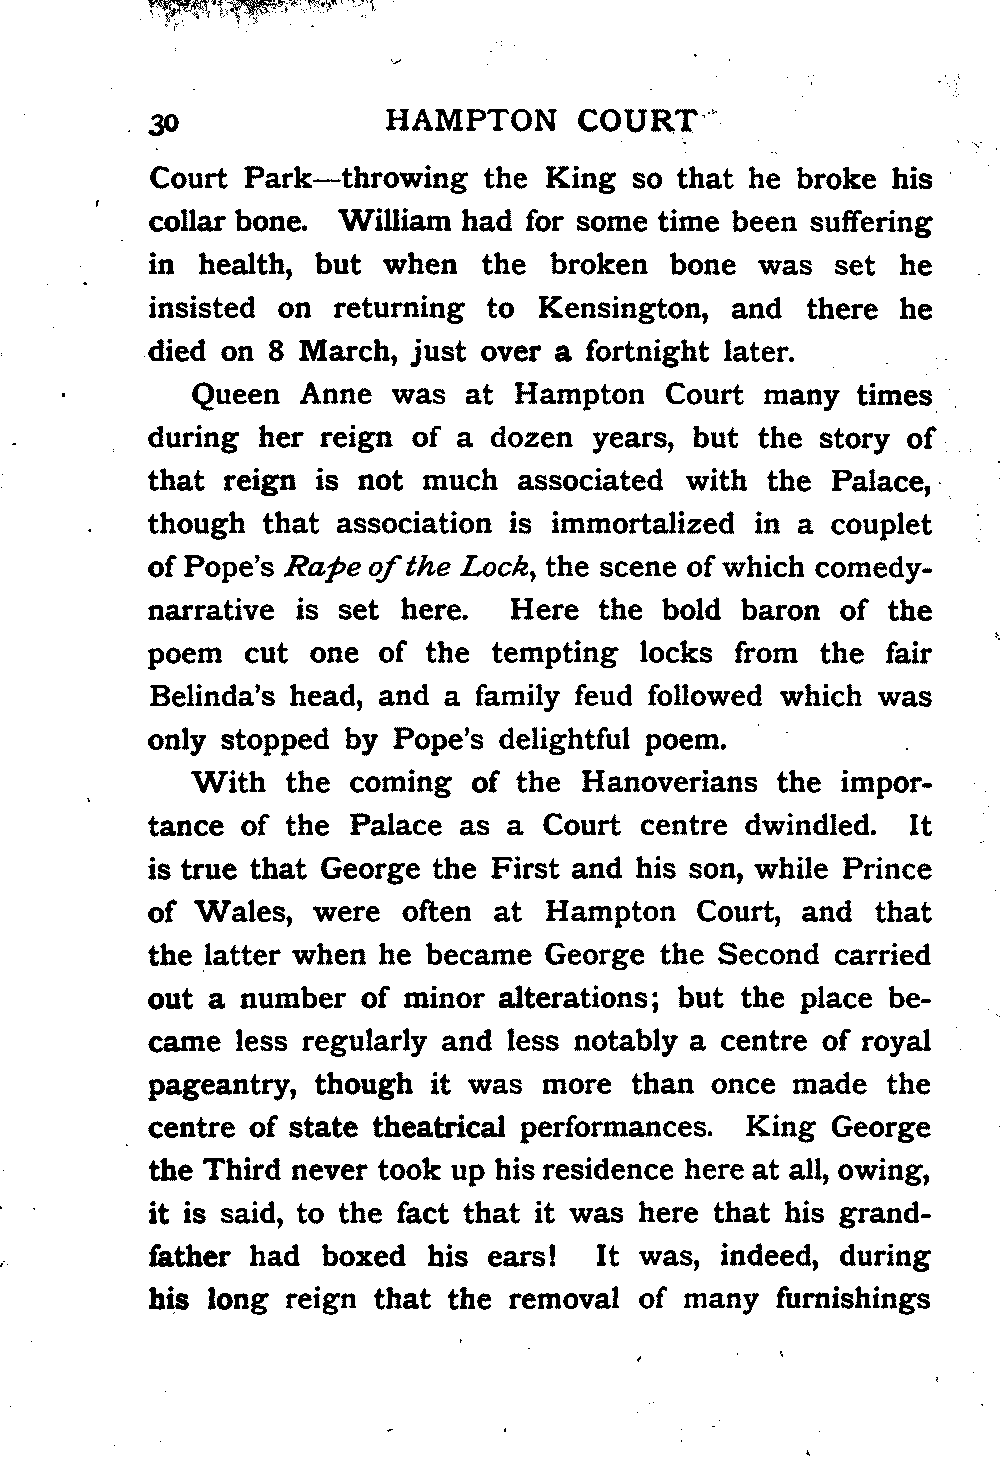 30 HAMPTON COURT
Court Park—throwing the King so that he broke his
collar bone. William had for some time been suffering
in health, but when the broken bone was set he
insisted on returning to Kensington, and there he
died on 8 March, just over a fortnight later.
Queen Anne was at Hampton Court many times
during her reign of a dozen years, but the story of
that reign is not much associated with the Palace,
though that association is immortalized in a couplet
of Pope's Rape of the Lock, the scene of which comedy-
narrative is set here. Here the bold baron of the
poem cut one of the tempting locks from the fair
Belinda's head, and a family feud followed which was
only stopped by Pope's delightful poem.
With the coming of the Hanoverians the impor-
tance of the Palace as a Court centre dwindled. It
is true that George the First and his son, while Prince
of Wales, were often at Hampton Court, and that
the latter when he became George the Second carried
out a number of minor alterations; but the place be-
came less regularly and less notably a centre of royal
pageantry, though it was more than once made the
centre of state theatrical performances. King George
the Third never took up his residence here at all, owing,
it is said, to the fact that it was here that his grand-
father had boxed his ears! It was, indeed, during
his long reign that the removal of many furnishings